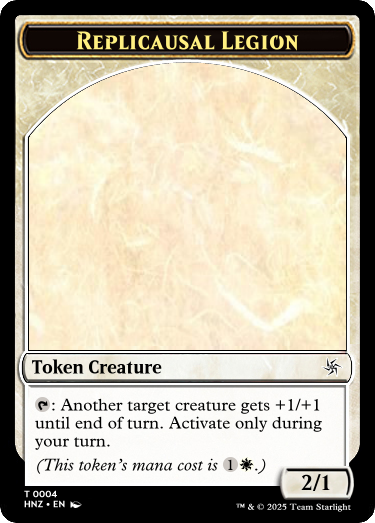 Replicausal Legion
Token Creature
: Another target creature gets +1/+1
until end of turn. Activate only during
your turn.
(This token's mana cost is 1 .)
2/1
T 0004
HNZ • EN
™ & © 2025 Team Starlight